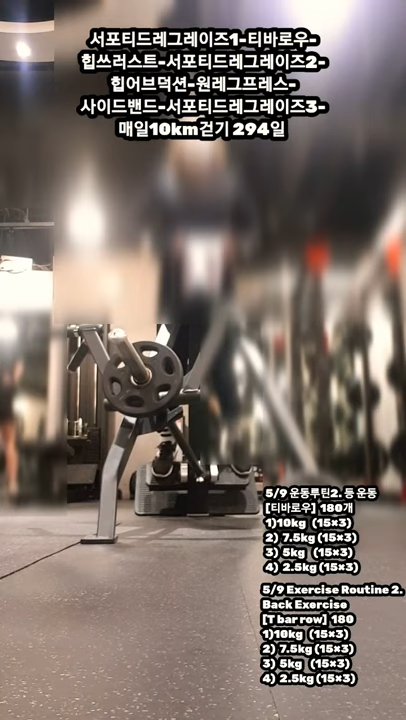 서포티드레그레이즈1-티바로우-
힙쓰러스트-서포티드레그레이즈2-
힙어브덕션-원레그프레스-
사이드밴드-서포티드레그레이즈3-
매일10km걷기 294일
5/9 운동루틴2. 등 운동
[티바로우] 180개
1)10kg (15×3)
2) 7.5kg (15×3)
3) 5kg (15×3)
4) 2.5kg (15×3)
5/9 Exercise Routine 2.
Back Exercise
[T bar row] 180
1)10kg (15×3)
2) 7.5kg (15×3)
3) 5kg (15×3)
4) 2.5kg (15×3)